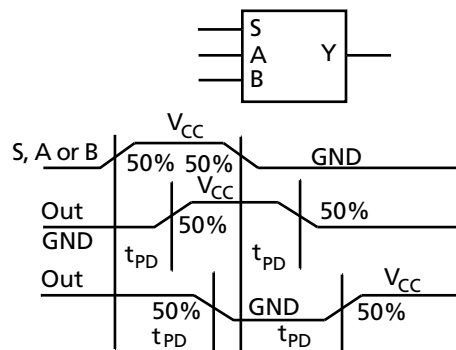 S
A Y
B
V_CC
S, A or B 50% 50% GND
V_CC
Out 50% 50%
GND
t_PD t_PD
Out V_CC
50% GND 50%
t_PD t_PD